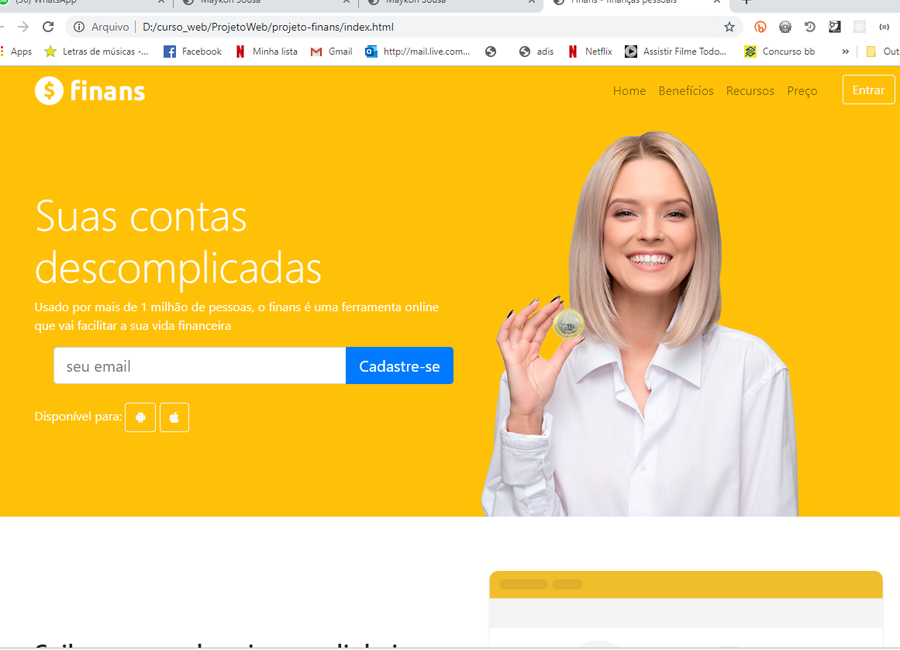 (30) WhatsApp
Maykon Sousa
Maykon Sousa
Finans - finanças pessoais
Arquivo | D:/curso_web/ProjetoWeb/projeto-finans/index.html
Apps
Letras de músicas -...
Facebook
Minha lista
Gmail
http://mail.live.com...
adis
Netflix
Assistir Filme Todo...
Concurso bb
»
Out
finans
Home
Benefícios
Recursos
Preço
Entrar
Suas contas
descomplicadas
Usado por mais de 1 milhão de pessoas, o finans é uma ferramenta online
que vai facilitar a sua vida financeira
seu email
Cadastre-se
Disponível para: